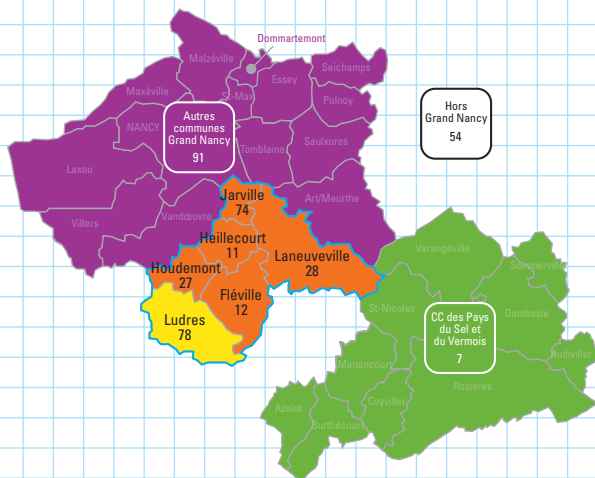 Dommartemont
Malzéville
Seichamps
Essey
Maxéville
St-Max
Pulnoy
Autres
communes
Grand Nancy
91
NANCY
Hors
Grand Nancy
54
Saulxures
Tomblaine
Laxou
Jarville
74
Art/Meurthe
Villers
Vandœuvre
Heillecourt
11
Varangéville
Laneuveville
28
Sommerviller
Houdemont
27
Fléville
12
St-Nicolas
Dombasle
Ludres
78
CC des Pays
du Sel et
du Vermois
7
Hudiviller
Manoncourt
Rosières
Coyviller
Azelot
Burthécourt